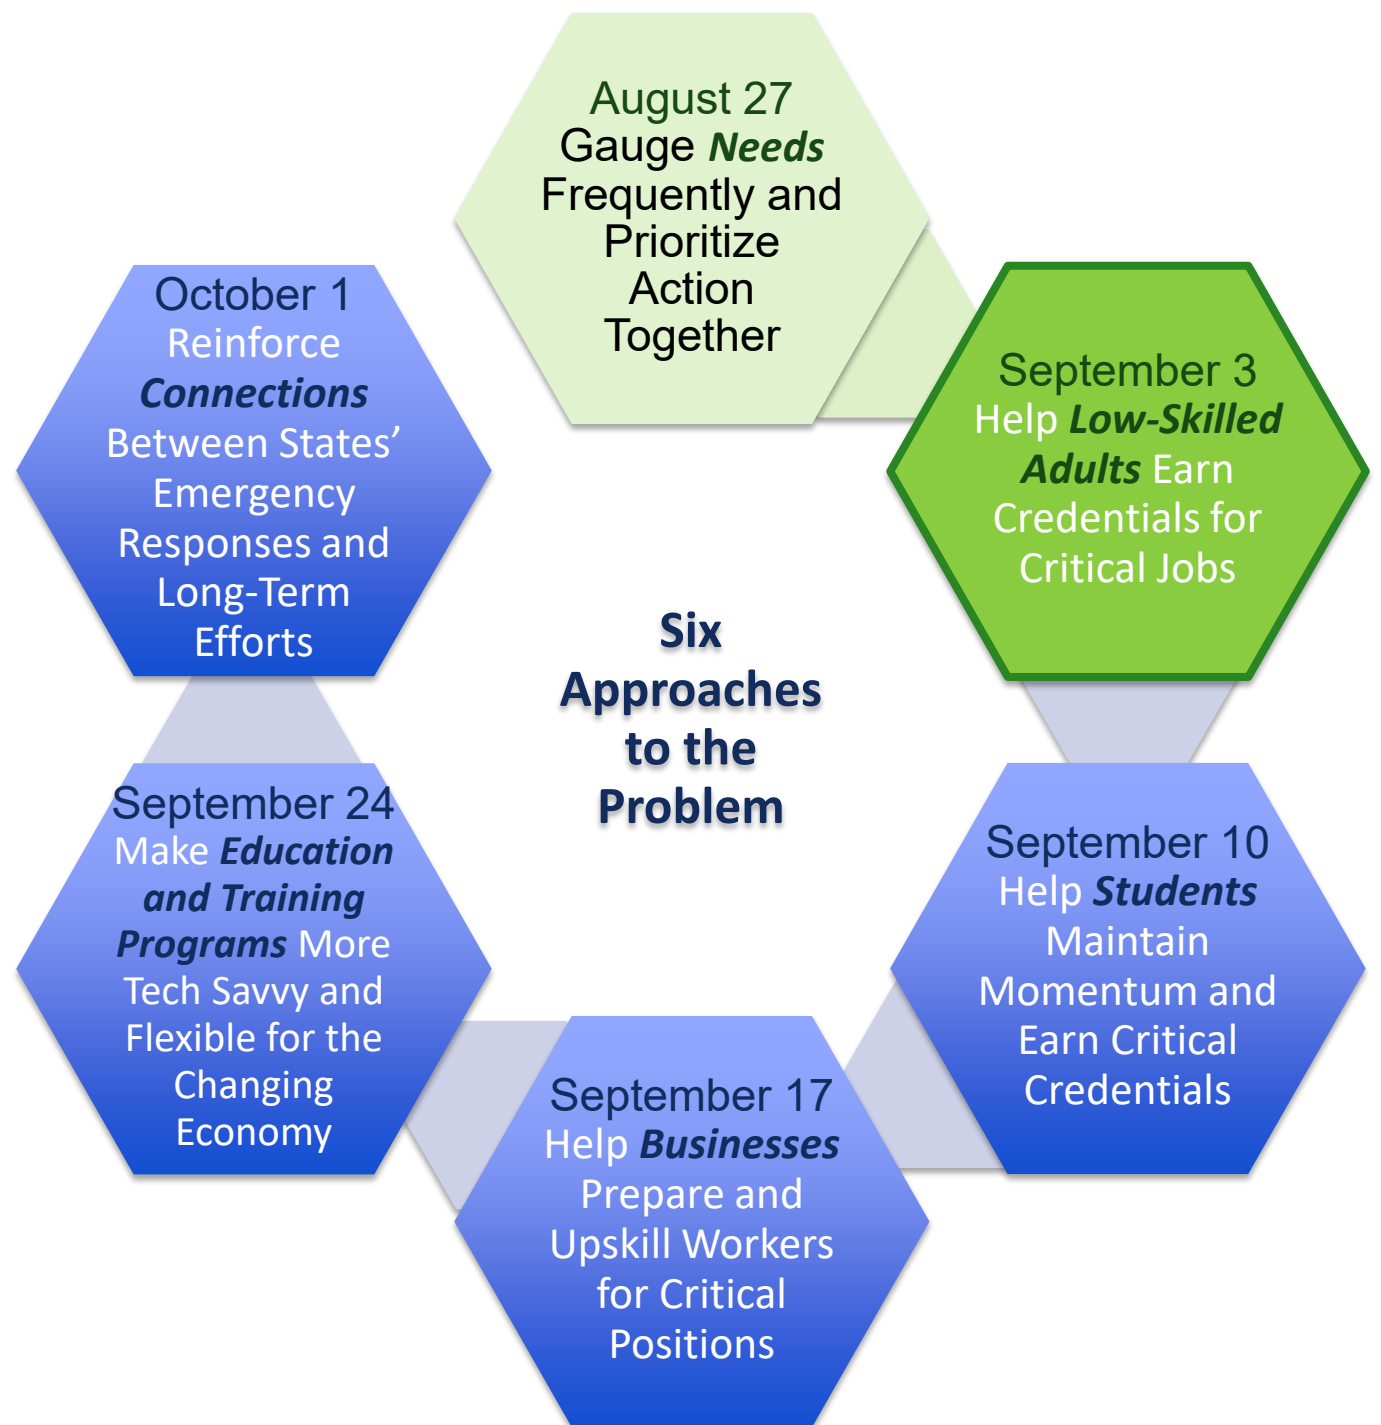 August 27
Gauge Needs
Frequently and
Prioritize
Action
Together
September 3
Help Low-Skilled
Adults Earn
Credentials for
Critical Jobs
September 10
Help Students
Maintain
Momentum and
Earn Critical
Credentials
September 17
Help Businesses
Prepare and
Upskill Workers
for Critical
Positions
September 24
Make Education
and Training
Programs More
Tech Savvy and
Flexible for the
Changing
Economy
October 1
Reinforce
Connections
Between States’
Emergency
Responses and
Long-Term
Efforts
Six
Approaches
to the
Problem